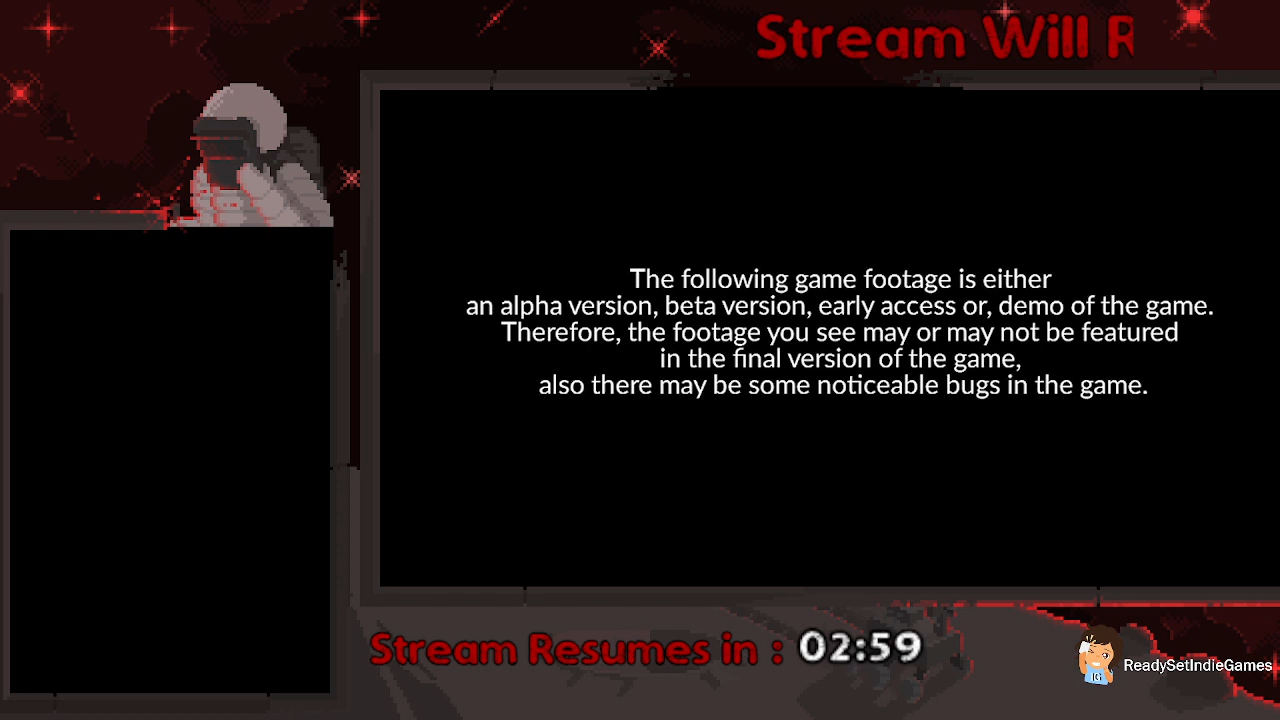 Stream Will R
The following game footage is either
an alpha version, beta version, early access or, demo of the game.
Therefore, the footage you see may or may not be featured
in the final version of the game,
also there may be some noticeable bugs in the game.
Stream Resumes in : 02:59
IG
ReadySetIndieGames